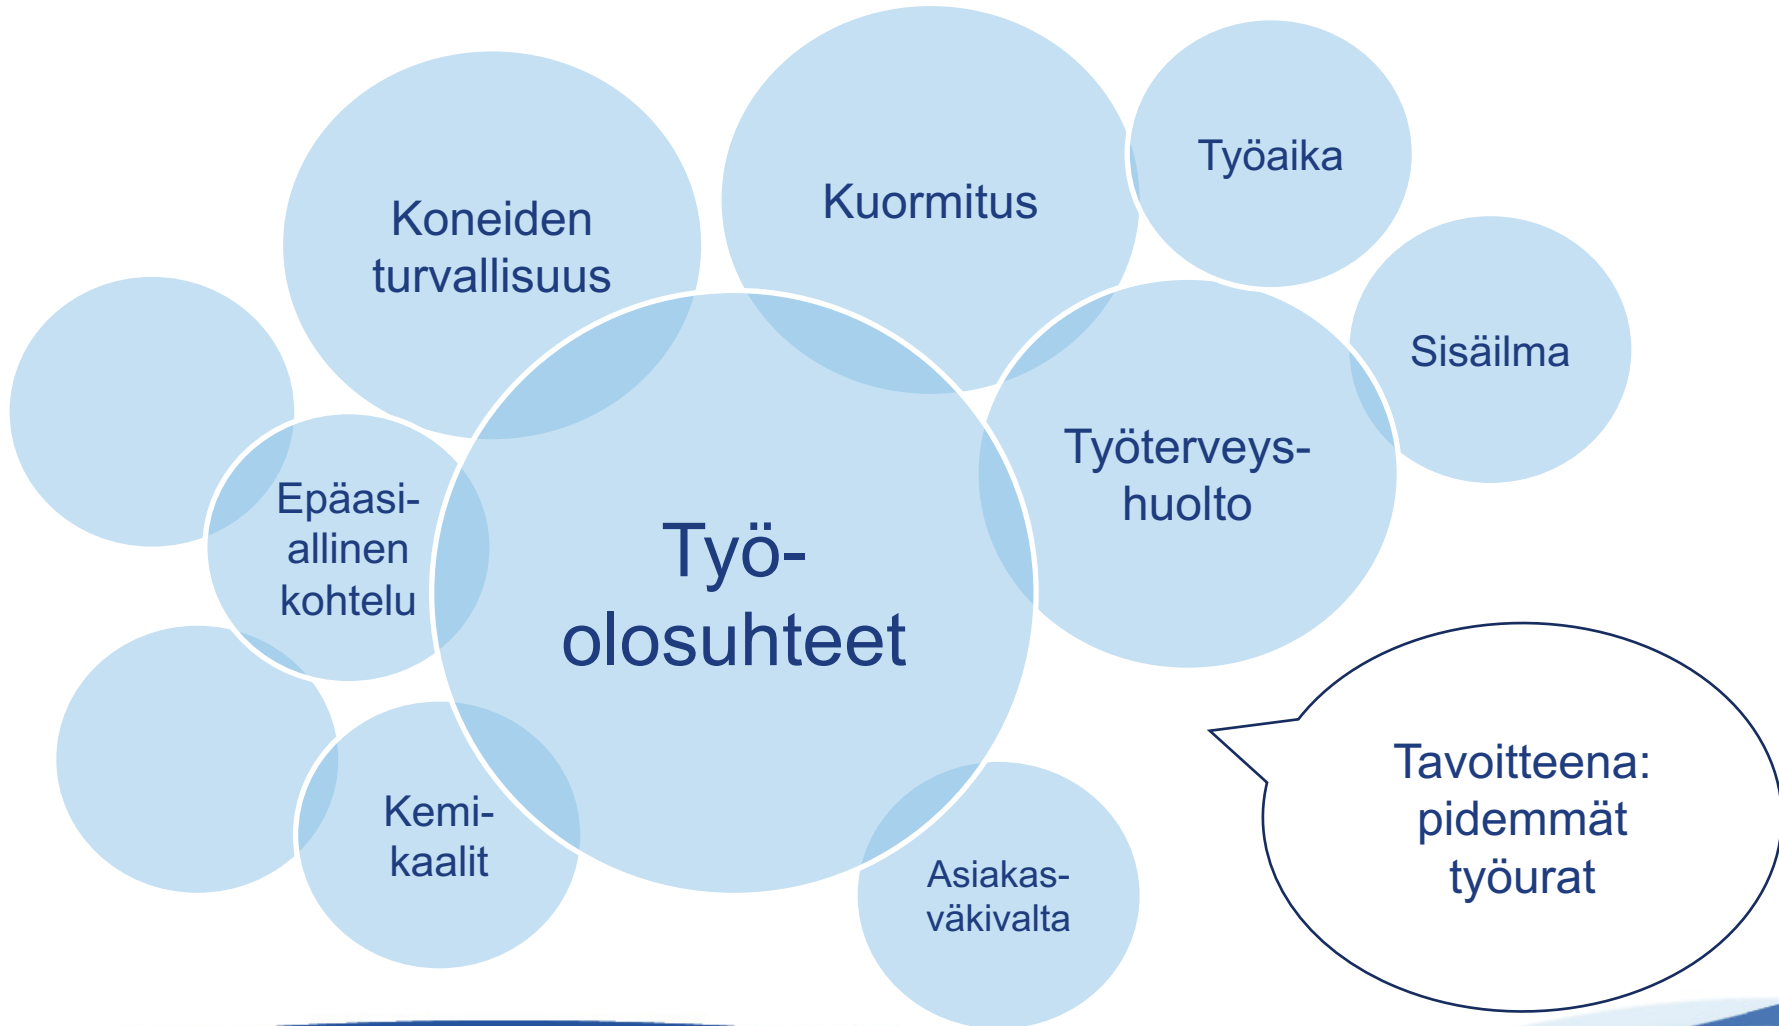 Koneiden
turvallisuus
Kuormitus
Työaika
Sisäilma
Työterveys-
huolto
Epäasi-
allinen
kohtelu
Työ-
olosuhteet
Kemi-
kaalit
Asiakas-
väkivalta
Tavoitteena:
pidemmät
työurat